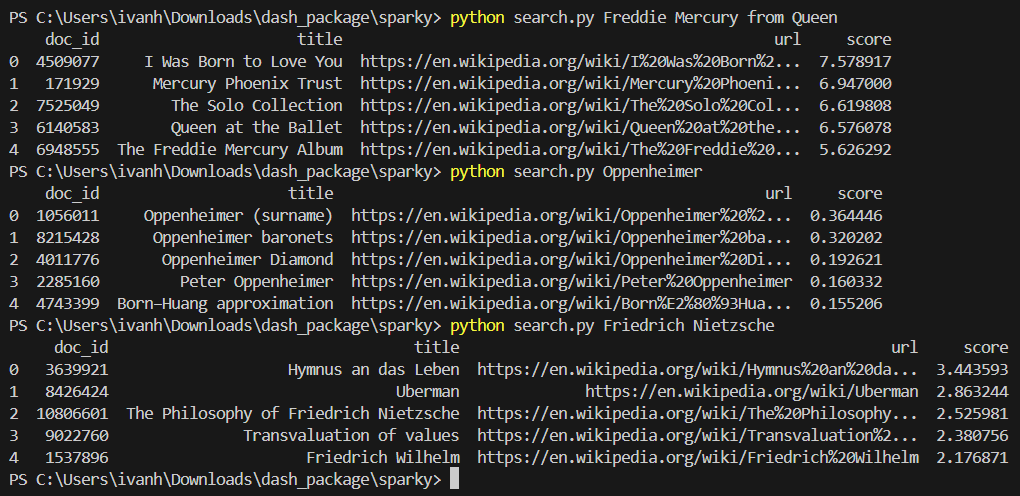 PS C:\Users\ivanh\Downloads\dash_package\sparky> python search.py Freddie Mercury from Queen
doc_id title url score
0 4509077 I Was Born to Love You https://en.wikipedia.org/wiki/I%20Was%20Born%2... 7.578917
1 171929 Mercury Phoenix Trust https://en.wikipedia.org/wiki/Mercury%20Phoeni... 6.947000
2 7525049 The Solo Collection https://en.wikipedia.org/wiki/The%20Solo%20Col... 6.619808
3 6140583 Queen at the Ballet https://en.wikipedia.org/wiki/Queen%20at%20the... 6.576078
4 6948555 The Freddie Mercury Album https://en.wikipedia.org/wiki/The%20Freddie%20... 5.626292
PS C:\Users\ivanh\Downloads\dash_package\sparky> python search.py Oppenheimer
doc_id title url score
0 1056011 Oppenheimer (surname) https://en.wikipedia.org/wiki/Oppenheimer%20%2... 0.364446
1 8215428 Oppenheimer baronets https://en.wikipedia.org/wiki/Oppenheimer%20ba... 0.320202
2 4011776 Oppenheimer Diamond https://en.wikipedia.org/wiki/Oppenheimer%20Di... 0.192621
3 2285160 Peter Oppenheimer https://en.wikipedia.org/wiki/Peter%20Oppenheimer 0.160332
4 4743399 Born–Huang approximation https://en.wikipedia.org/wiki/Born%E2%80%93Hua... 0.155206
PS C:\Users\ivanh\Downloads\dash_package\sparky> python search.py Friedrich Nietzsche
doc_id title url score
0 3639921 Hymnus an das Leben https://en.wikipedia.org/wiki/Hymnus%20an%20da... 3.443593
1 8426424 Uberman https://en.wikipedia.org/wiki/Uberman 2.863244
2 10806601 The Philosophy of Friedrich Nietzsche https://en.wikipedia.org/wiki/The%20Philosophy... 2.525981
3 9022760 Transvaluation of values https://en.wikipedia.org/wiki/Transvaluation%2... 2.380756
4 1537896 Friedrich Wilhelm https://en.wikipedia.org/wiki/Friedrich%20Wilhelm 2.176871
PS C:\Users\ivanh\Downloads\dash_package\sparky>